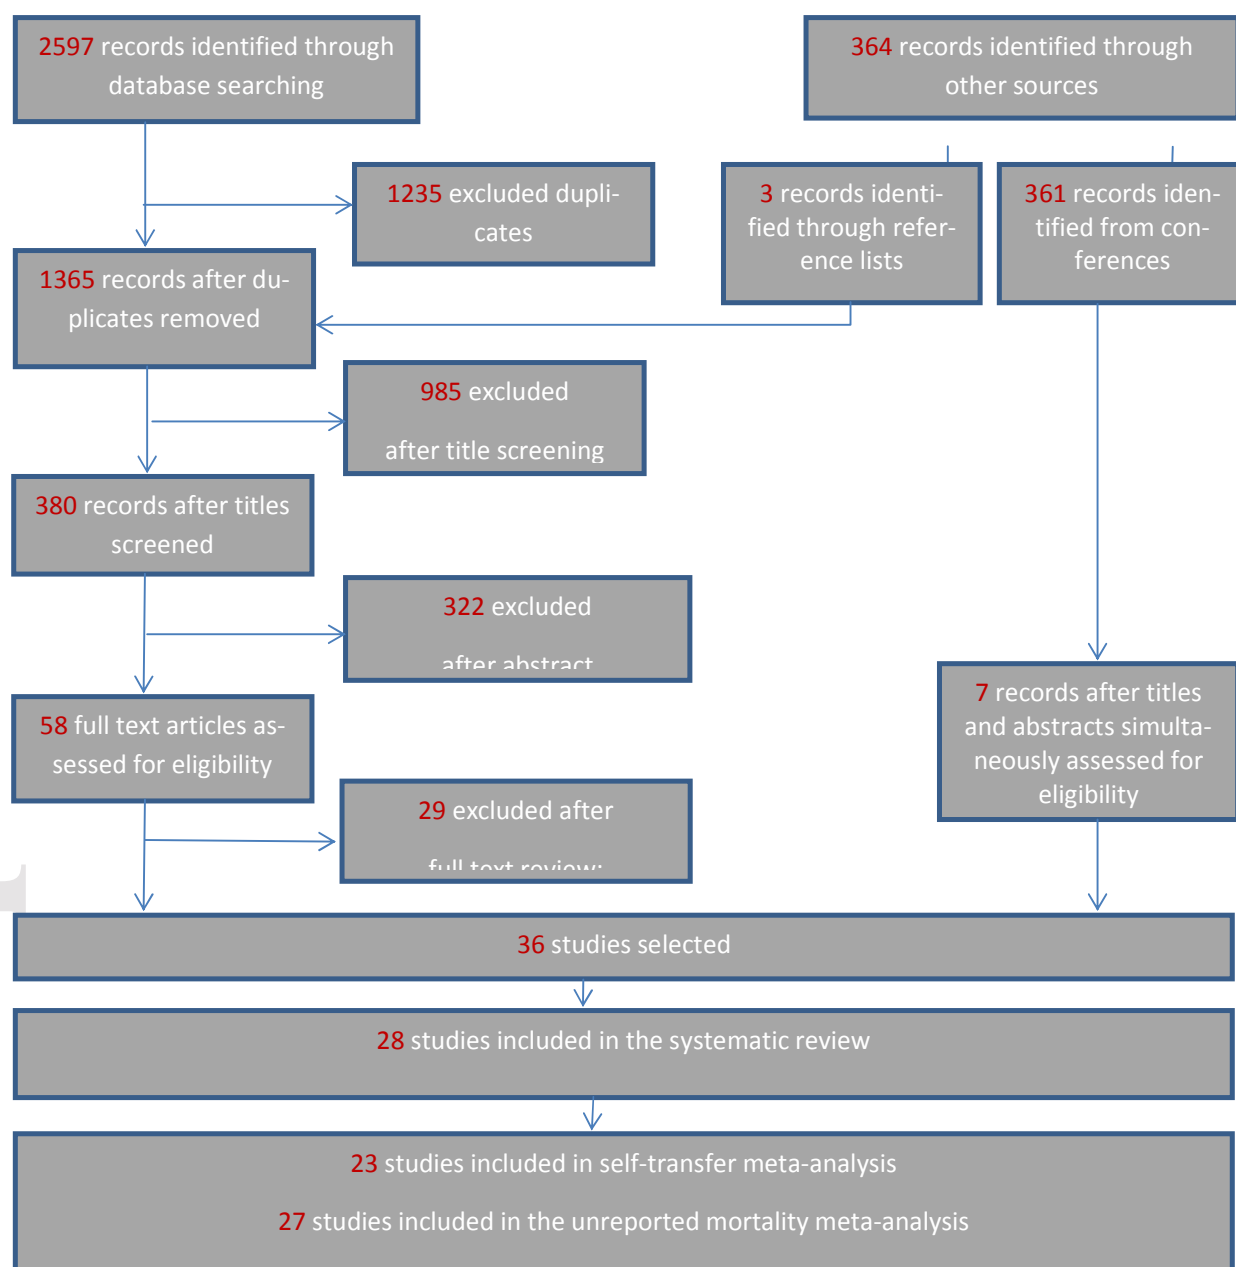 2597 records identified through
database searching
364 records identified through
other sources
1235 excluded dupli-
cates
3 records identi-
fied through refer-
ence lists
361 records iden-
tified from con-
ferences
1365 records after du-
plicates removed
985 excluded
after title screening
380 records after titles
screened
322 excluded
after abstract
7 records after titles
and abstracts simulta-
neously assessed for
eligibility
58 full text articles as-
sessed for eligibility
29 excluded after
full text review:
36 studies selected
28 studies included in the systematic review
23 studies included in self-transfer meta-analysis
27 studies included in the unreported mortality meta-analysis